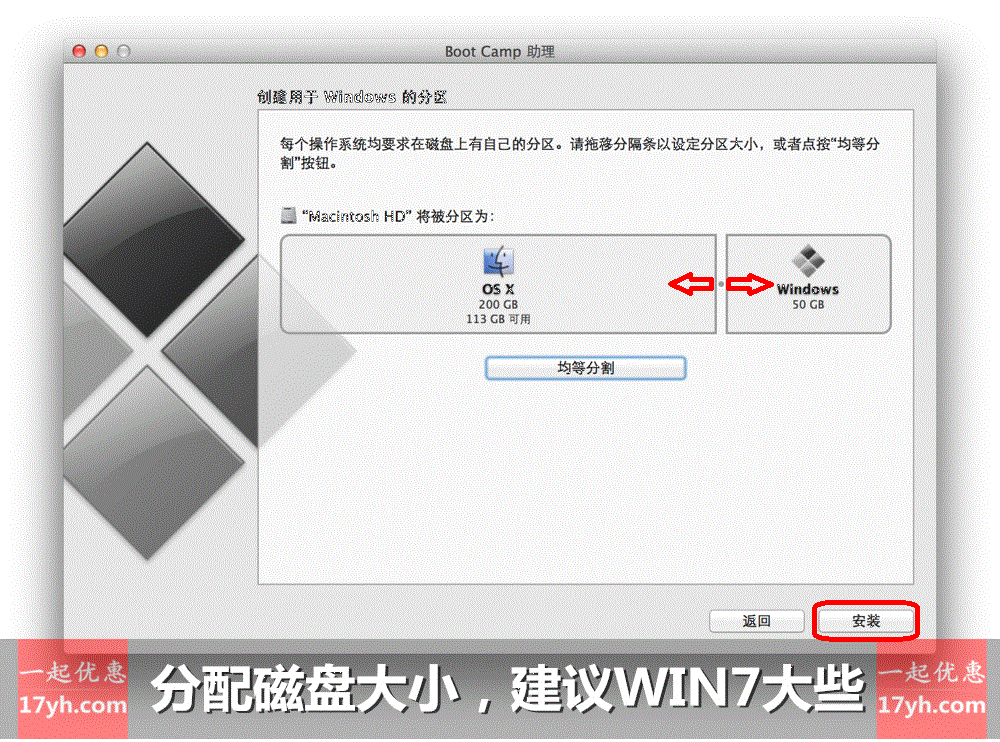 Boot Camp 助理
创建用于 Windows 的分区
每个操作系统均要求在磁盘上有自己的分区。请拖移分隔条以设定分区大小，或者点按“均等分
割”按钮。
“Macintosh HD” 将被分区为：
OS X
200 GB
113 GB 可用
Windows
50 GB
均等分割
返回
安装
一起优惠
17yh.com
分配磁盘大小，建议WIN7大些
一起优惠
17yh.com